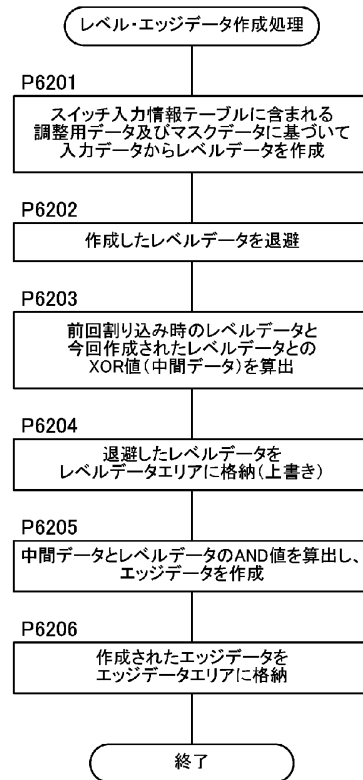 レベル・エッジデータ作成処理
P6201
スイッチ入力情報テーブルに含まれる
調整用データ及びマスクデータに基づいて
入力データからレベルデータを作成
P6202
作成したレベルデータを退避
P6203
前回割り込み時のレベルデータと
今回作成されたレベルデータとの
XOR値(中間データ)を算出
P6204
退避したレベルデータを
レベルデータエリアに格納(上書き)
P6205
中間データとレベルデータのAND値を算出し、
エッジデータを作成
P6206
作成されたエッジデータを
エッジデータエリアに格納
終了